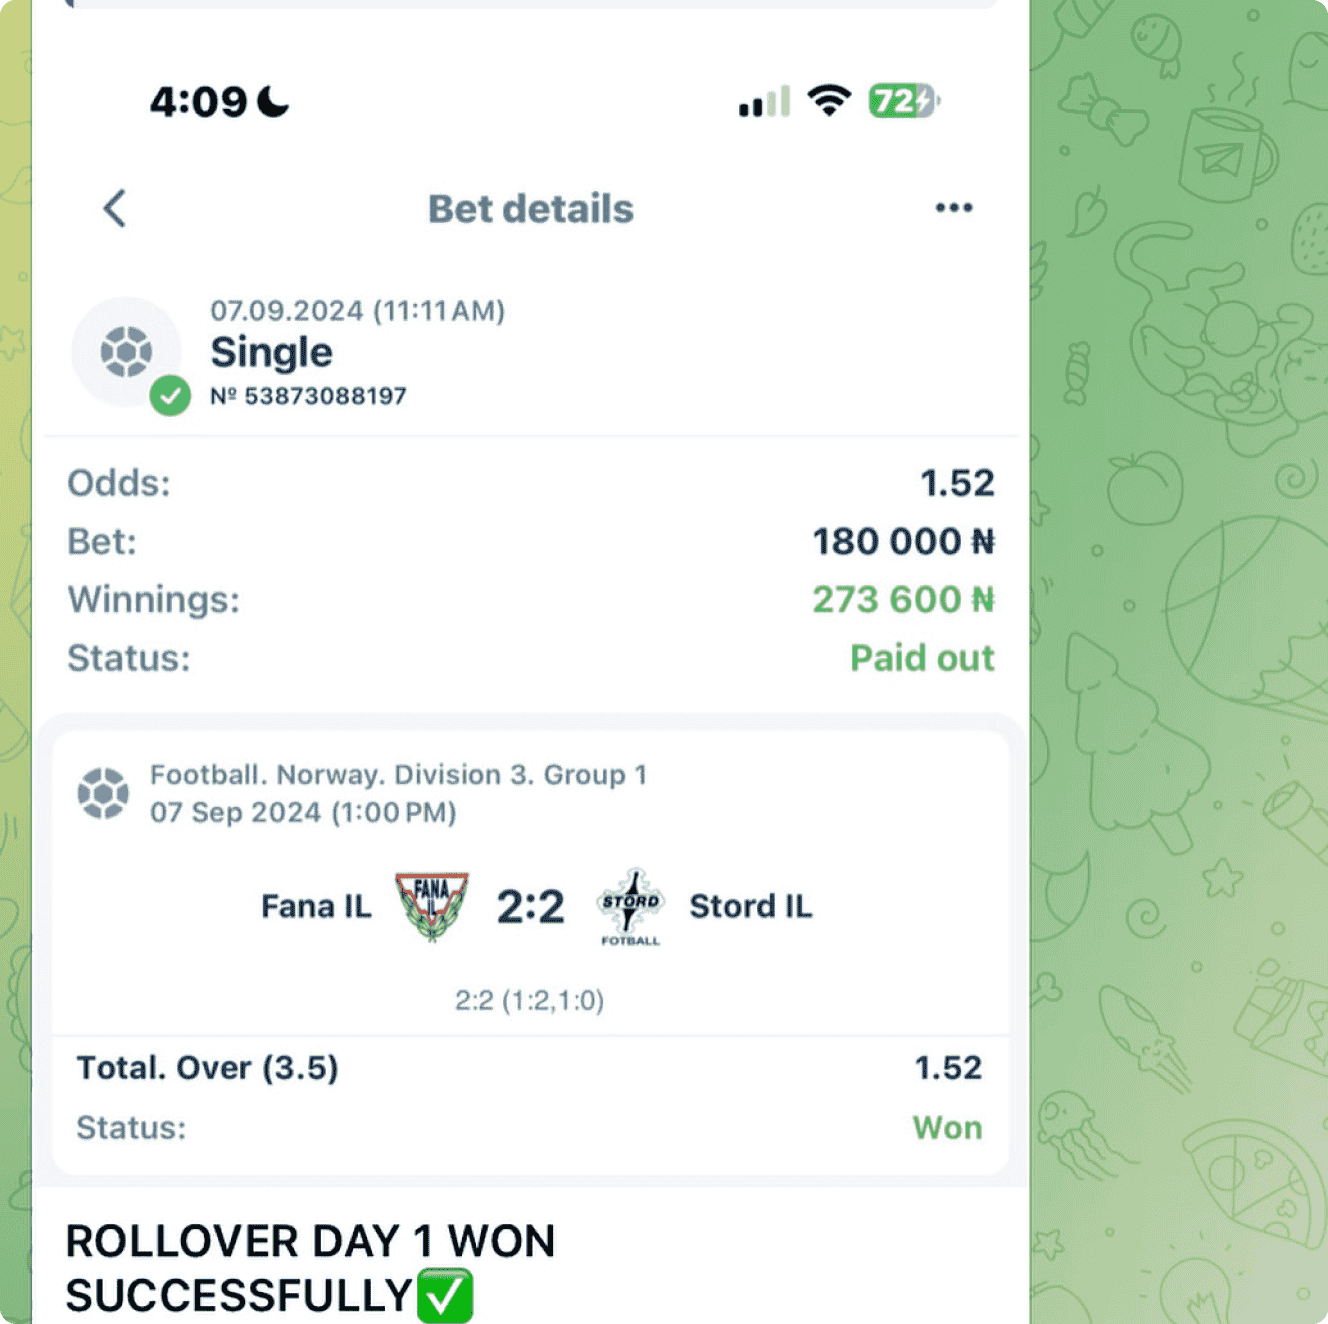 4:09
72
Bet details
07.09.2024 (11:11 AM)
Single
Nº 53873088197
Odds: 1.52
Bet: 180 000 ₦
Winnings: 273 600 ₦
Status: Paid out
Football. Norway. Division 3. Group 1
07 Sep 2024 (1:00 PM)
Fana IL FANA IL 2:2 STORD FOTBALL Stord IL
2:2 (1:2,1:0)
Total. Over (3.5) 1.52
Status: Won
ROLLOVER DAY 1 WON
SUCCESSFULLY✅